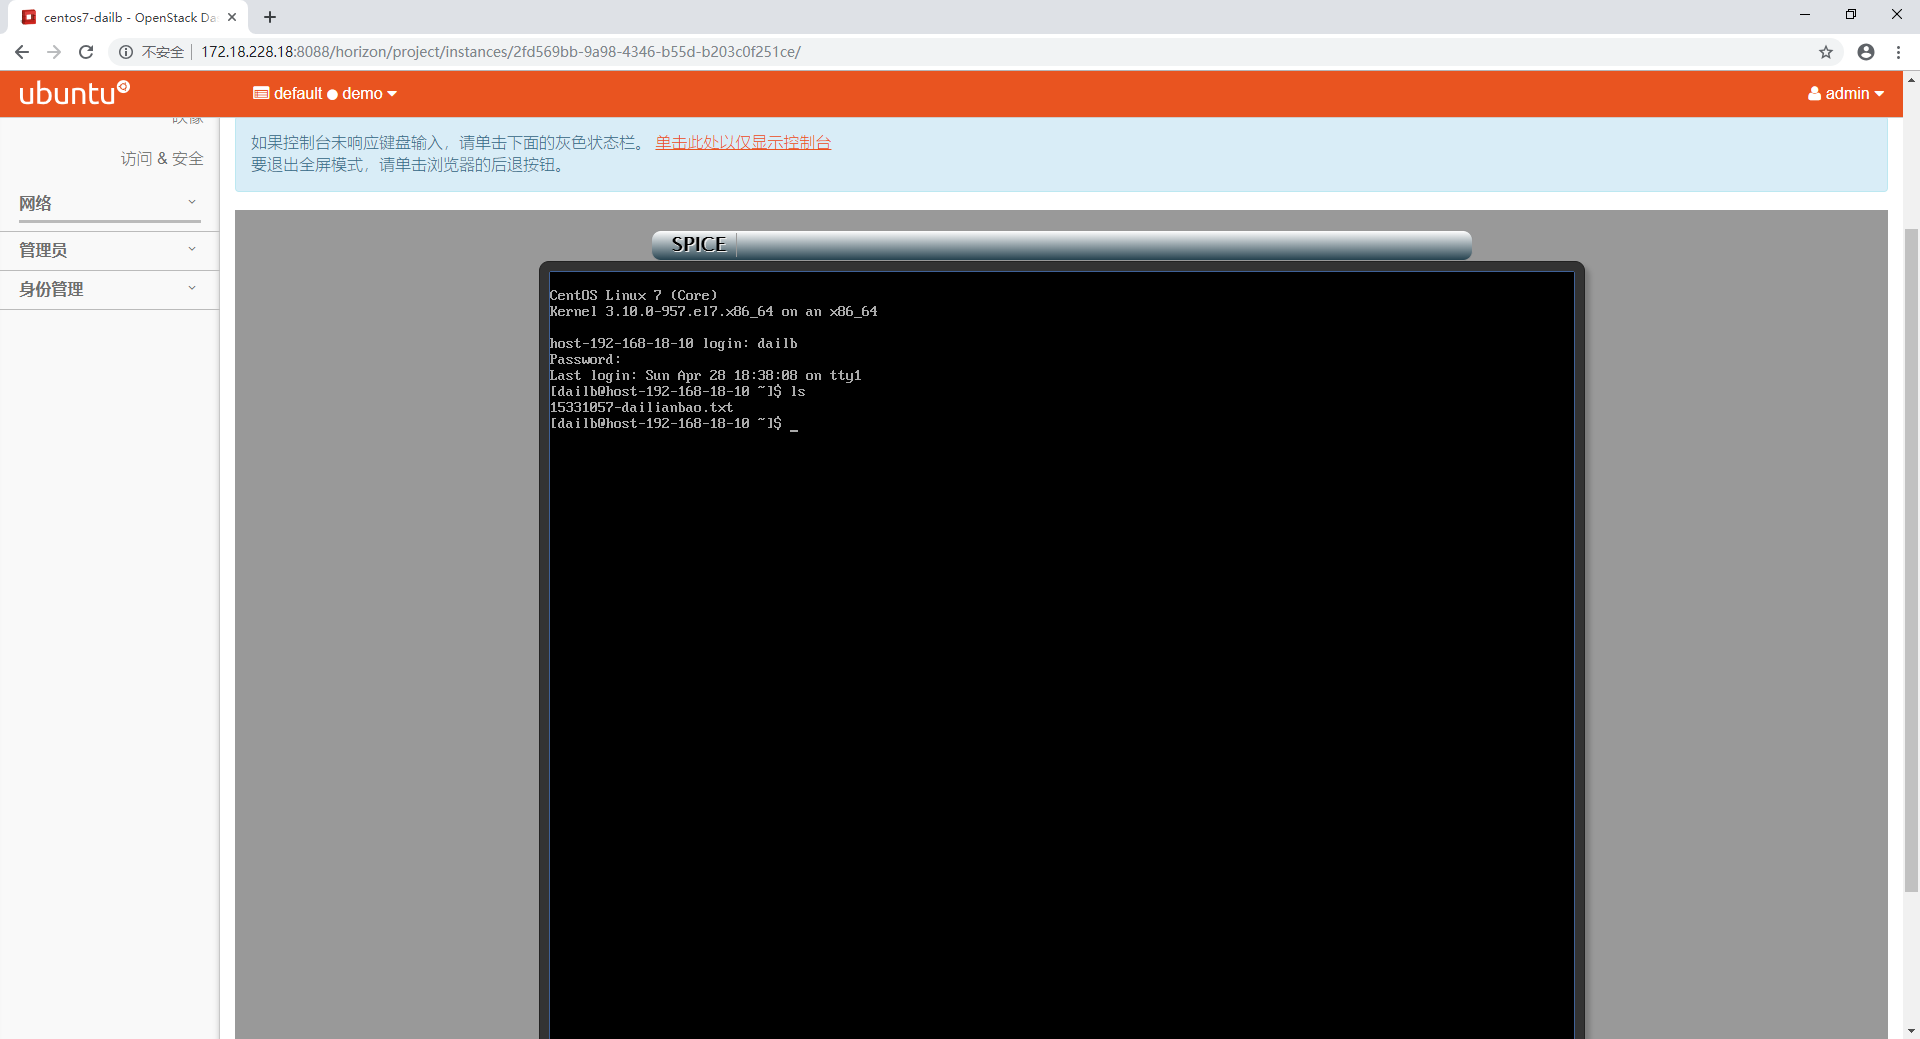 centos7-dailb - OpenStack Da
不安全
172.18.228.18:8088/horizon/project/instances/2fd569bb-9a98-4346-b55d-b203c0f251ce/
ubuntu
default
demo
admin
映像
访问 & 安全
网络
管理员
身份管理
如果控制台未响应键盘输入，请单击下面的灰色状态栏。 单击此处以仅显示控制台
要退出全屏模式，请单击浏览器的后退按钮。
SPICE
CentOS Linux 7 (Core)
Kernel 3.10.0-957.el7.x86_64 on an x86_64
host-192-168-18-10 login: dailb
Password:
Last login: Sun Apr 28 18:38:08 on tty1
[dailb@host-192-168-18-10 ~]$ ls
15331057-dailianbao.txt
[dailb@host-192-168-18-10 ~]$ _